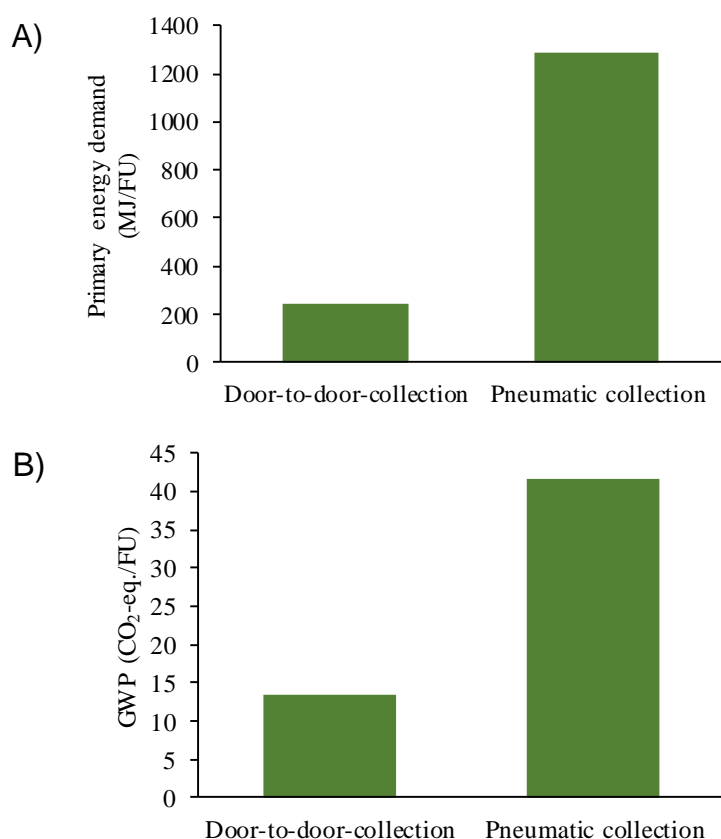 A)
Primary energy demand
(MJ/FU)
1400
1200
1000
800
600
400
200
0
Door-to-door-collection Pneumatic collection
B)
GWP (CO₂-eq./FU)
45
40
35
30
25
20
15
10
5
0
Door-to-door-collection Pneumatic collection